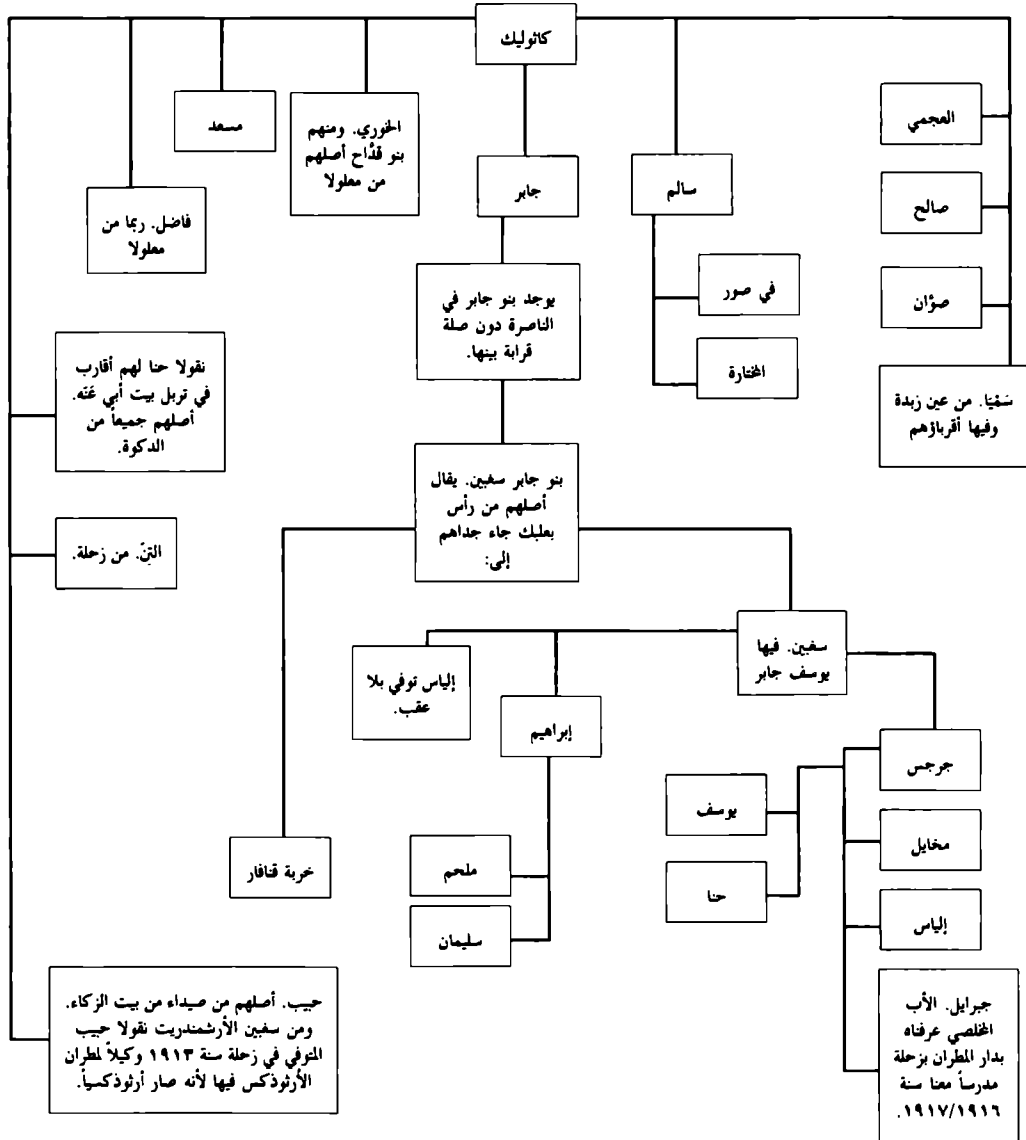 كاثوليك
العجمي
صالح
صؤان
سَمْيَا. من عين زبدة
وفيها أقرباؤهم
سالم
في صور
المختارة
جابر
يوجد بنو جابر في
الناصرة دون صلة
قرابة بينها.
بنو جابر سغبين. يقال
أصلهم من رأس
بعلبك جاء جداهم
إلى:
سغبين. فيها
يوسف جابر
جرجس
مخايل
إلياس
جبرايل. الأب
المخلصي عرفناه
بدار المطران بزحلة
مدرساً معنا سنة
١٩١٧/١٩١٦.
يوسف
حنا
إبراهيم
ملحم
سليمان
إلياس توفي بلا
عقب.
خربة قنافار
الخوري. ومنهم
بنو قدَّاح أصلهم
من معلولا
مسعد
فاضل. ربما من
معلولا
نقولا حنا لهم أقارب
في تربل بيت أبي عَنّه.
أصلهم جميعاً من
الدكوة.
التِنّ. من زحلة.
حبيب. أصلهم من صيداء من بيت الزكاء.
ومن سغبين الأرشمندريت نقولا حبيب
المتوفي في زحلة سنة ١٩١٣ وكيلاً لمطران
الأرثوذكس فيها لأنه صار أرثوذكسياً.